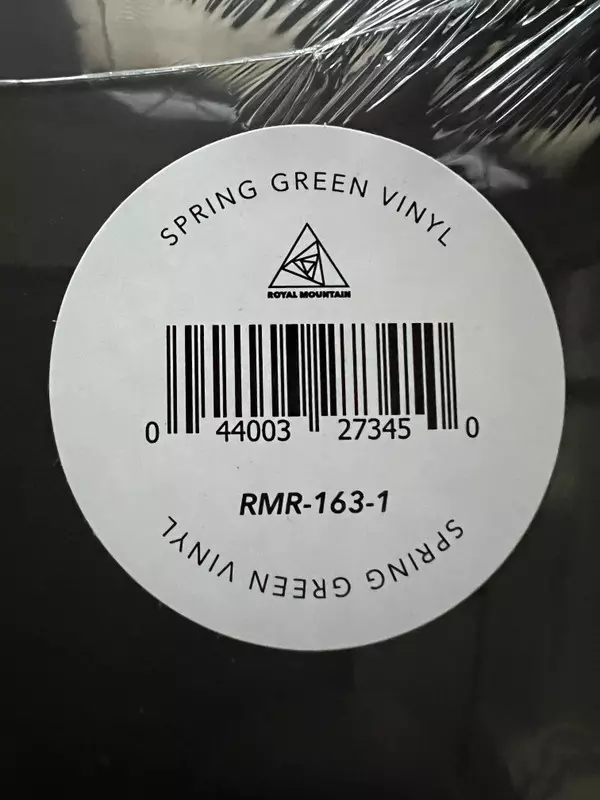 SPRING GREEN VINYL
ROYAL MOUNTAIN
0 44003 27345 0
RMR-163-1
SPRING GREEN VINYL